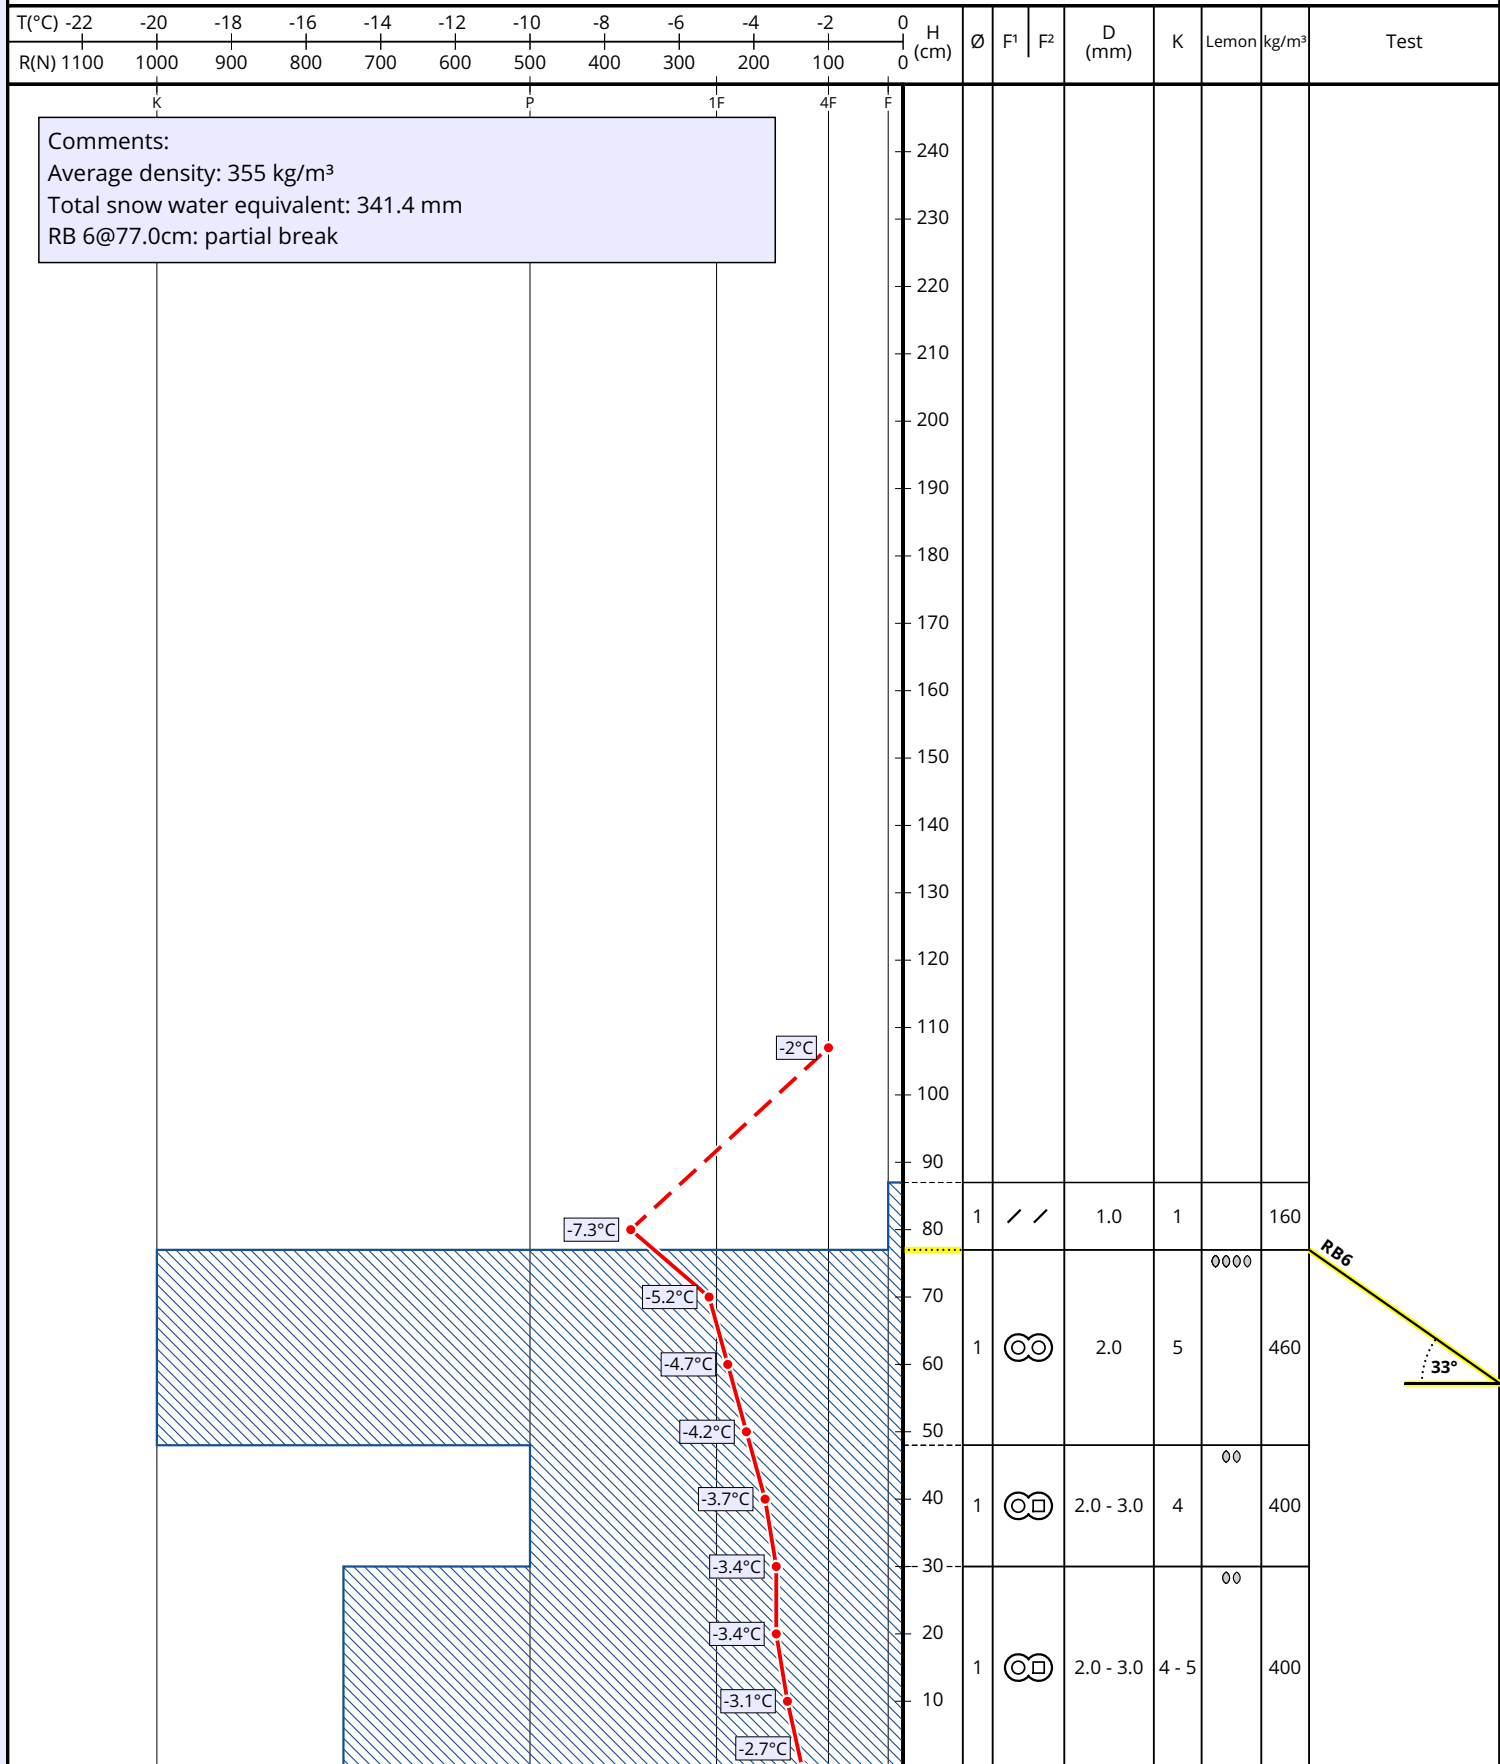 T(°C) -22 -20 -18 -16 -14 -12 -10 -8 -6 -4 -2 0
R(N) 1100 1000 900 800 700 600 500 400 300 200 100 0
H (cm) Ø F¹ F² D (mm) K Lemon kg/m³ Test
K P 1F 4F F
Comments:
Average density: 355 kg/m³
Total snow water equivalent: 341.4 mm
RB 6@77.0cm: partial break
240
230
220
210
200
190
180
170
160
150
140
130
120
110
-2°C
100
90
1 1.0 1 160
-7.3°C 80
RB6
-5.2°C 70
1 2.0 5 460
-4.7°C 60
33°
-4.2°C 50
-3.7°C 40
1 2.0 - 3.0 4 400
-3.4°C 30
-3.4°C 20
1 2.0 - 3.0 4 - 5 400
-3.1°C 10
-2.7°C